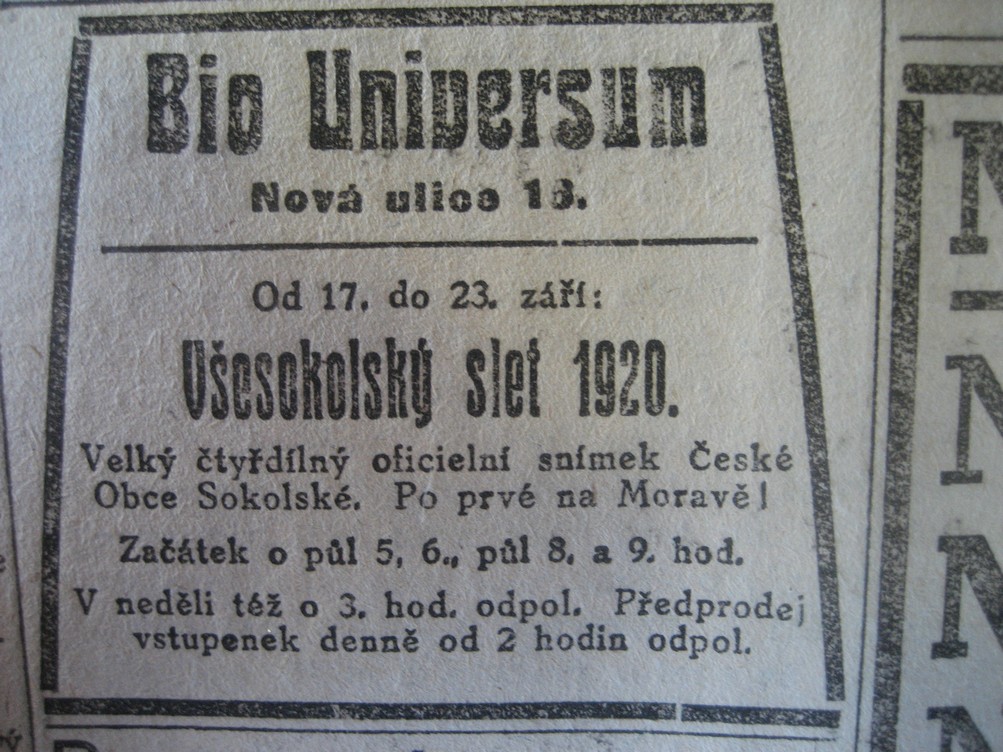 Bio Universum
Nová ulice 18.
Od 17. do 23. září:
Všesokolský slet 1920.
Velký čtyřdílný oficielní snímek České
Obce Sokolské. Po prvé na Moravě!
Začátek o půl 5, 6., půl 8, a 9. hod.
V neděli též o 3. hod. odpol. Předprodej
vstupenek denně od 2 hodin odpol.
N
N
N